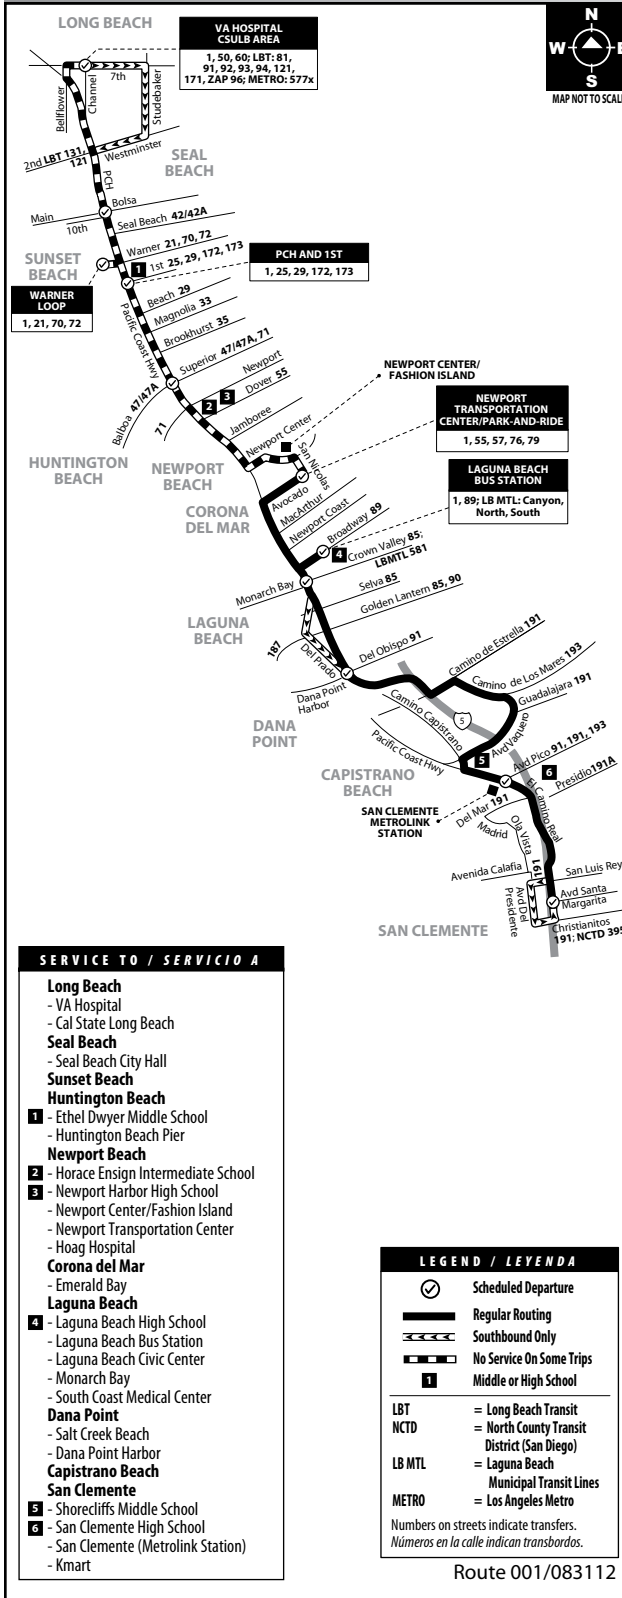 LONG BEACH
VA HOSPITAL
CSULB AREA
1, 50, 60; LBT: 81,
91, 92, 93, 94, 121,
171, ZAP 96; METRO: 577x
N
W
E
S
MAP NOT TO SCALE
7th
Channel
Bellflower
Studebaker
2nd LBT 131,
121
Westminster
SEAL
BEACH
PCH
Bolsa
Main
10th
Seal Beach 42/42A
Warner 21, 70, 72
SUNSET
BEACH
1
1st 25, 29, 172, 173
PCH AND 1ST
1, 25, 29, 172, 173
WARNER
LOOP
1, 21, 70, 72
Beach 29
Magnolia 33
Pacific Coast Hwy
Brookhurst 35
Superior 47/47A, 71
Newport
Dover 55
Balboa 47/47A
71
2
3
Jamboree
NEWPORT CENTER/
FASHION ISLAND
NEWPORT
TRANSPORTATION
CENTER/PARK-AND-RIDE
1, 55, 57, 76, 79
Newport Center
San Nicolas
HUNTINGTON
BEACH
NEWPORT
BEACH
LAGUNA BEACH
BUS STATION
1, 89; LB MTL: Canyon,
North, South
Avocado
MacArthur
CORONA
DEL MAR
Newport Coast
Broadway 89
4
Crown Valley 85;
LBMTL 581
Monarch Bay
Selva 85
Golden Lantern 85, 90
LAGUNA
BEACH
187
Del Prado
Del Obispo 91
Camino de Estrella 191
Camino de Los Mares 193
Guadalajara 191
Dana Point
Harbor
DANA
POINT
Camino Capistrano
5
Avd Vaquero
Pacific Coast Hwy
5
Avd Pico 91, 191, 193
6
Presidio 191A
CAPISTRANO
BEACH
SAN CLEMENTE
METROLINK
STATION
Del Mar 191
El Camino Real
Madrid
Ola Vista
191
Avenida Calafia
San Luis Rey
Avd Del
Presidente
Avd Santa
Margarita
SAN CLEMENTE
Christianitos
191; NCTD 395
SERVICE TO / SERVICIO A
Long Beach
- VA Hospital
- Cal State Long Beach
Seal Beach
- Seal Beach City Hall
Sunset Beach
Huntington Beach
1 - Ethel Dwyer Middle School
- Huntington Beach Pier
Newport Beach
2 - Horace Ensign Intermediate School
3 - Newport Harbor High School
- Newport Center/Fashion Island
- Newport Transportation Center
- Hoag Hospital
Corona del Mar
- Emerald Bay
Laguna Beach
4 - Laguna Beach High School
- Laguna Beach Bus Station
- Laguna Beach Civic Center
- Monarch Bay
- South Coast Medical Center
Dana Point
- Salt Creek Beach
- Dana Point Harbor
Capistrano Beach
San Clemente
5 - Shorecliffs Middle School
6 - San Clemente High School
- San Clemente (Metrolink Station)
- Kmart
LEGEND / LEYENDA
Scheduled Departure
Regular Routing
Southbound Only
No Service On Some Trips
1 Middle or High School
LBT = Long Beach Transit
NCTD = North County Transit
District (San Diego)
LB MTL = Laguna Beach
Municipal Transit Lines
METRO = Los Angeles Metro
Numbers on streets indicate transfers.
Números en la calle indican transbordos.
Route 001/083112